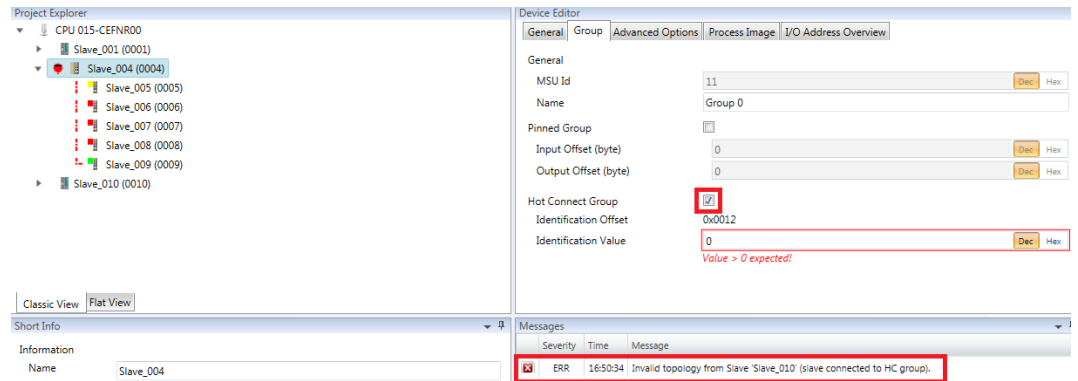 Project Explorer
CPU 015-CEFNR00
Slave_001 (0001)
Slave_004 (0004)
Slave_005 (0005)
Slave_006 (0006)
Slave_007 (0007)
Slave_008 (0008)
Slave_009 (0009)
Slave_010 (0010)
Classic View Flat View
Short Info
Information
Name Slave_004
Device Editor
General Group Advanced Options Process Image I/O Address Overview
General
MSU Id 11 Dec Hex
Name Group 0
Pinned Group
Input Offset (byte) 0 Dec Hex
Output Offset (byte) 0 Dec Hex
Hot Connect Group
Identification Offset 0x0012
Identification Value 0 Dec Hex
Value > 0 expected!
Messages
Severity Time Message
ERR 16:50:34 Invalid topology from Slave 'Slave_010' (slave connected to HC group).